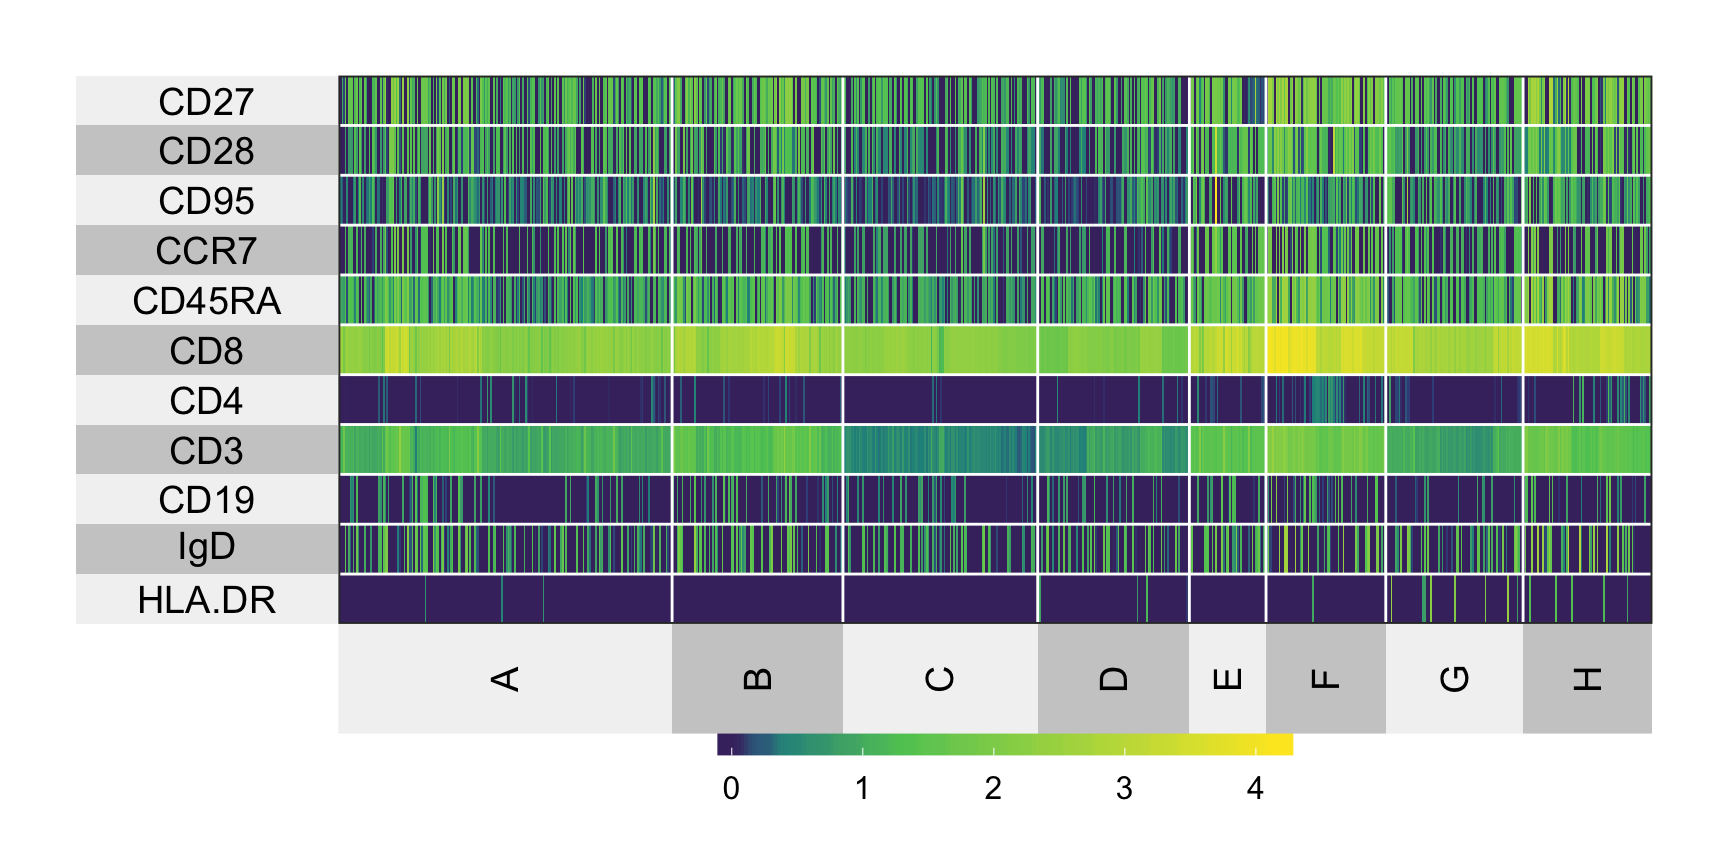 CD27
CD28
CD95
CCR7
CD45RA
CD8
CD4
CD3
CD19
IgD
HLA.DR
A B C D E F G H
0 1 2 3 4